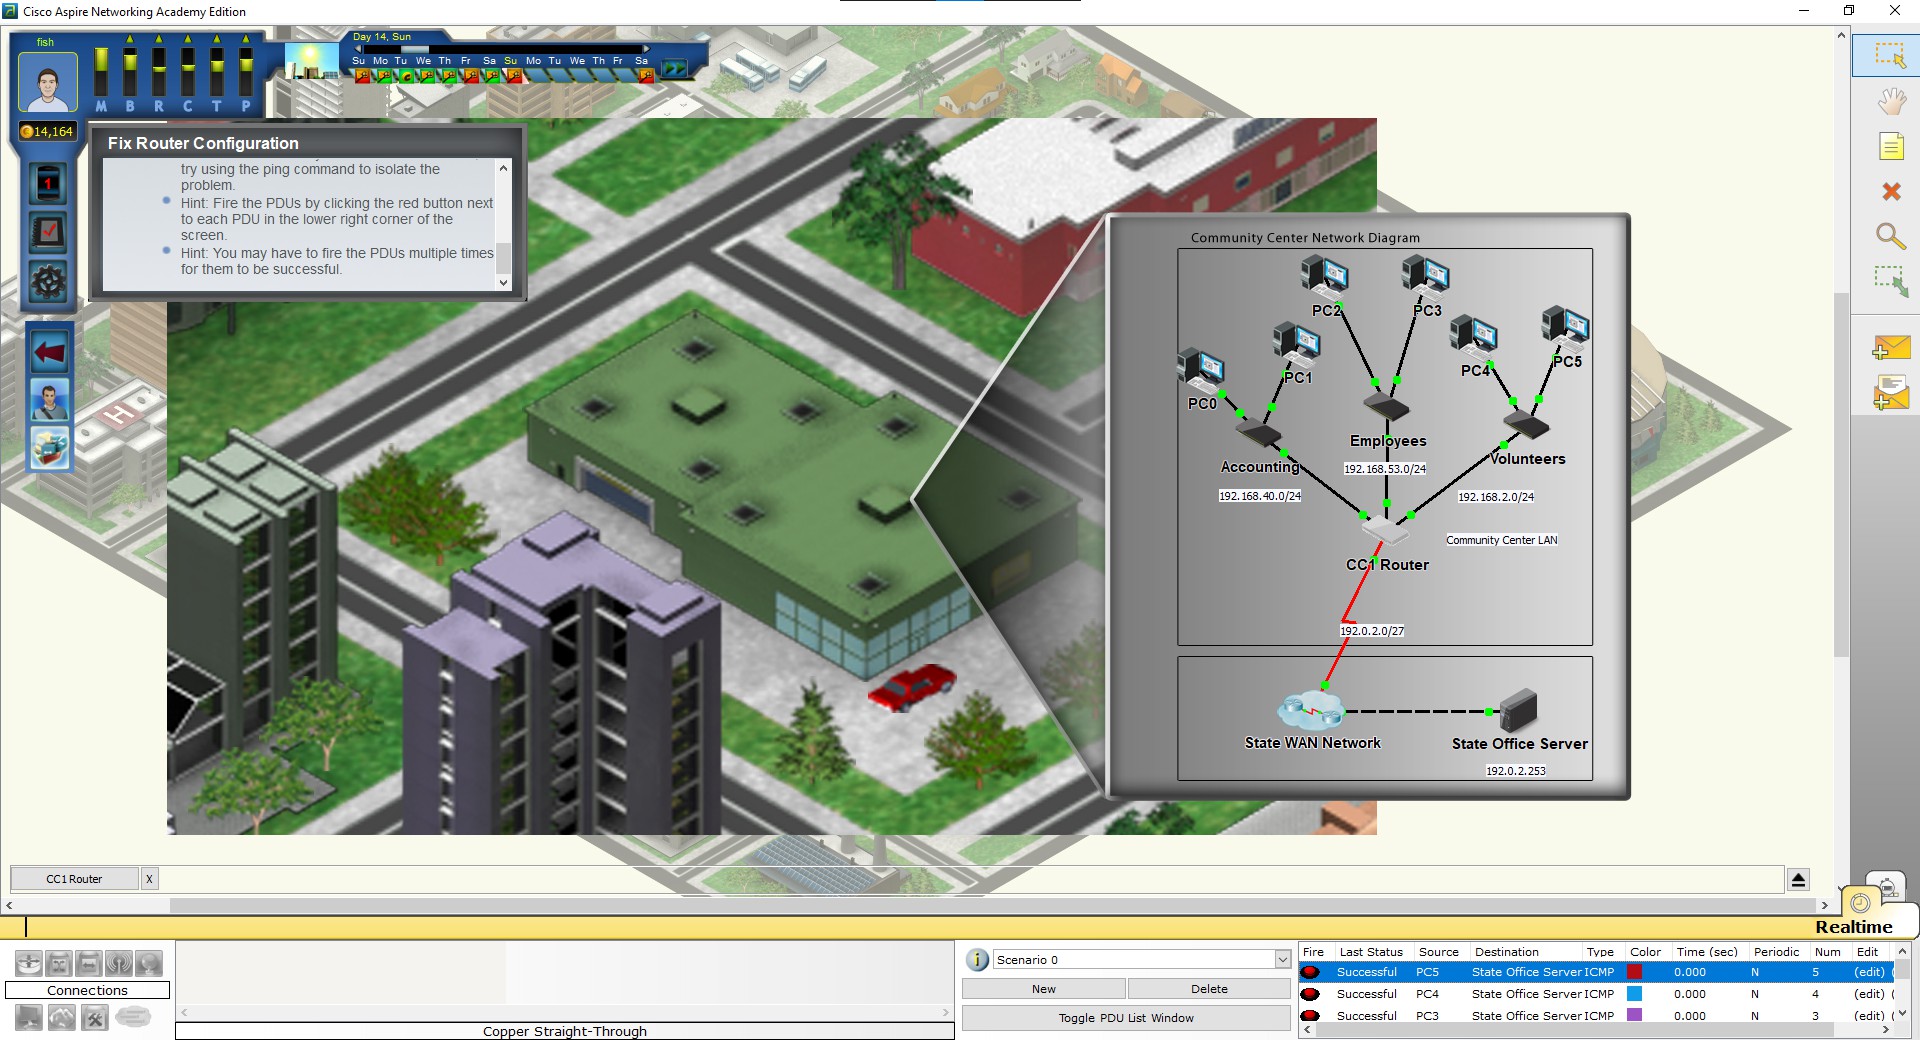 Cisco Aspire Networking Academy Edition
fish
Day 14, Sun
Su Mo Tu We Th Fr Sa Su Mo Tu We Th Fr Sa
M B R C T P
14,164
1
Fix Router Configuration
try using the ping command to isolate the
problem.
Hint: Fire the PDUs by clicking the red button next
to each PDU in the lower right corner of the
screen.
Hint: You may have to fire the PDUs multiple times
for them to be successful.
H
Community Center Network Diagram
PC2
PC3
PC1
PC4
PC5
PC0
Employees
192.168.53.0/24
Accounting
192.168.40.0/24
Volunteers
192.168.2.0/24
Community Center LAN
CC1 Router
192.0.2.0/27
State WAN Network
State Office Server
192.0.2.253
CC1 Router X
Realtime
Connections
Copper Straight-Through
i
Scenario 0
New Delete
Toggle PDU List Window
Fire Last Status Source Destination Type Color Time (sec) Periodic Num Edit
Successful PC5 State Office Server ICMP 0.000 N 5 (edit) (
Successful PC4 State Office Server ICMP 0.000 N 4 (edit) (
Successful PC3 State Office Server ICMP 0.000 N 3 (edit) (